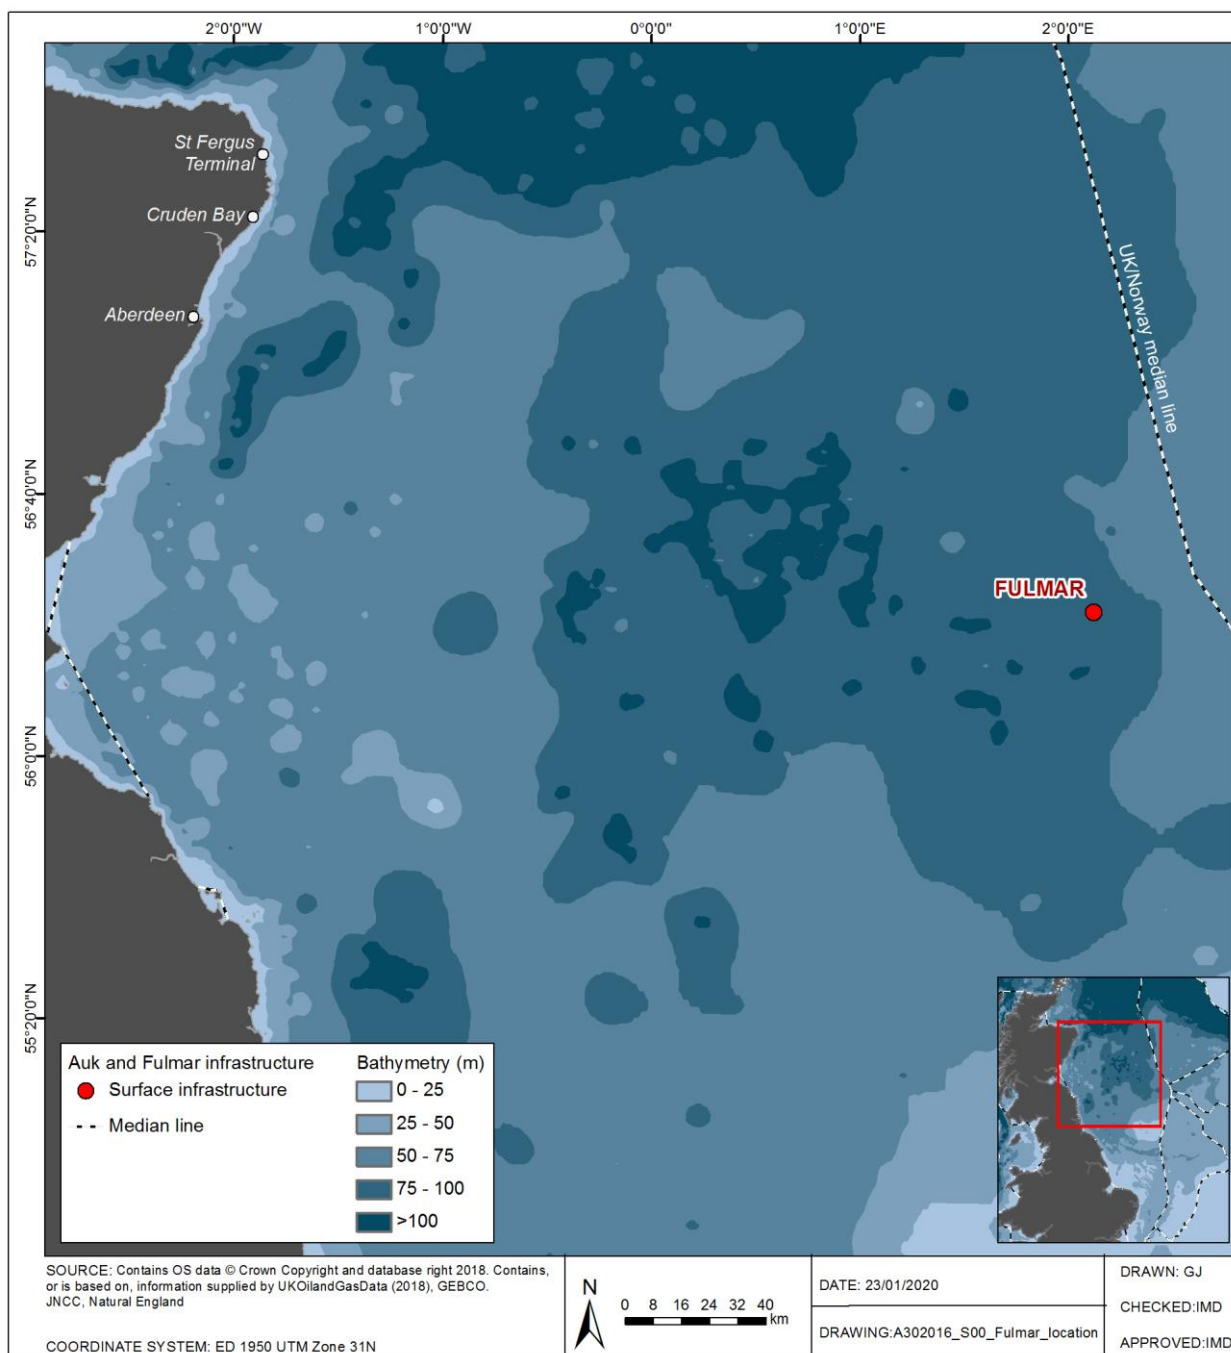 2°0'0"W 1°0'0"W 0°0'0" 1°0'0"E 2°0'0"E
St Fergus
Terminal
Cruden Bay
57°20'0"N
UK/Norway median line
Aberdeen
56°40'0"N
FULMAR
56°0'0"N
55°20'0"N
Auk and Fulmar infrastructure
Surface infrastructure
Median line
Bathymetry (m)
0 - 25
25 - 50
50 - 75
75 - 100
>100
SOURCE: Contains OS data © Crown Copyright and database right 2018. Contains,
or is based on, information supplied by UKOilandGasData (2018), GEBCO.
JNCC, Natural England
COORDINATE SYSTEM: ED 1950 UTM Zone 31N
N
0 8 16 24 32 40
km
DATE: 23/01/2020
DRAWING:A302016_S00_Fulmar_location
DRAWN: GJ
CHECKED:IMD
APPROVED:IMD